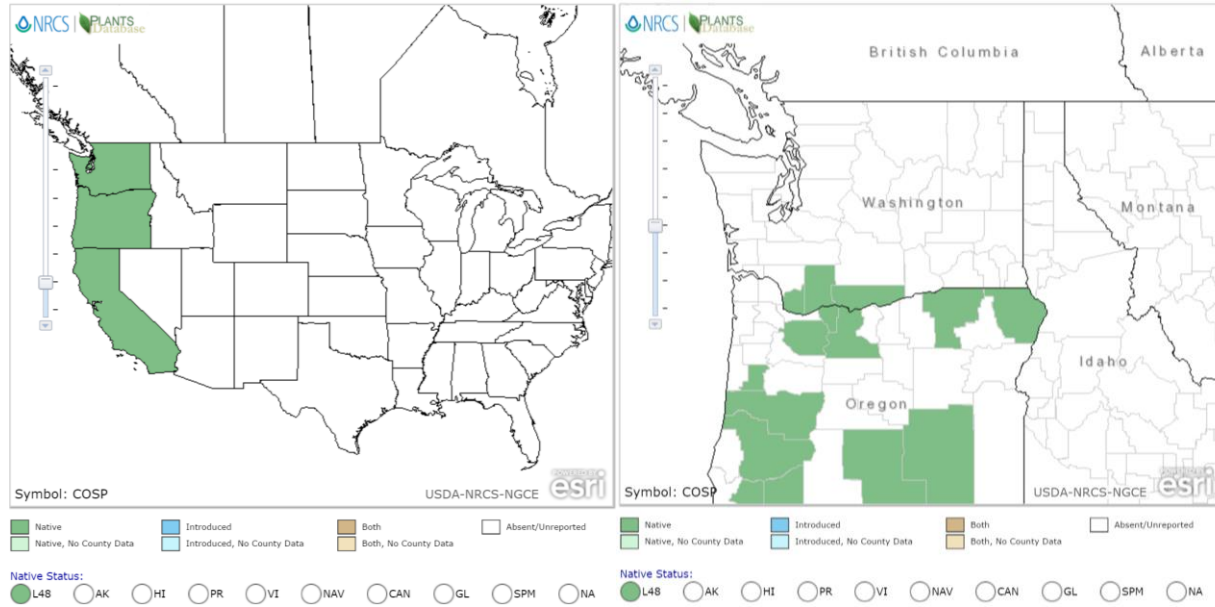 NRCS PLANTS Database
Symbol: COSP
USDA-NRCS-NGCE
POWERED BY esri
Native
Introduced
Both
Absent/Unreported
Native, No County Data
Introduced, No County Data
Both, No County Data
Native Status:
L48 AK HI PR VI NAV CAN GL SPM NA
NRCS PLANTS Database
British Columbia
Alberta
Washington
Montana
Idaho
Oregon
Symbol: COSP
USDA-NRCS-NGCE
POWERED BY esri
Native
Introduced
Both
Absent/Unreported
Native, No County Data
Introduced, No County Data
Both, No County Data
Native Status:
L48 AK HI PR VI NAV CAN GL SPM NA